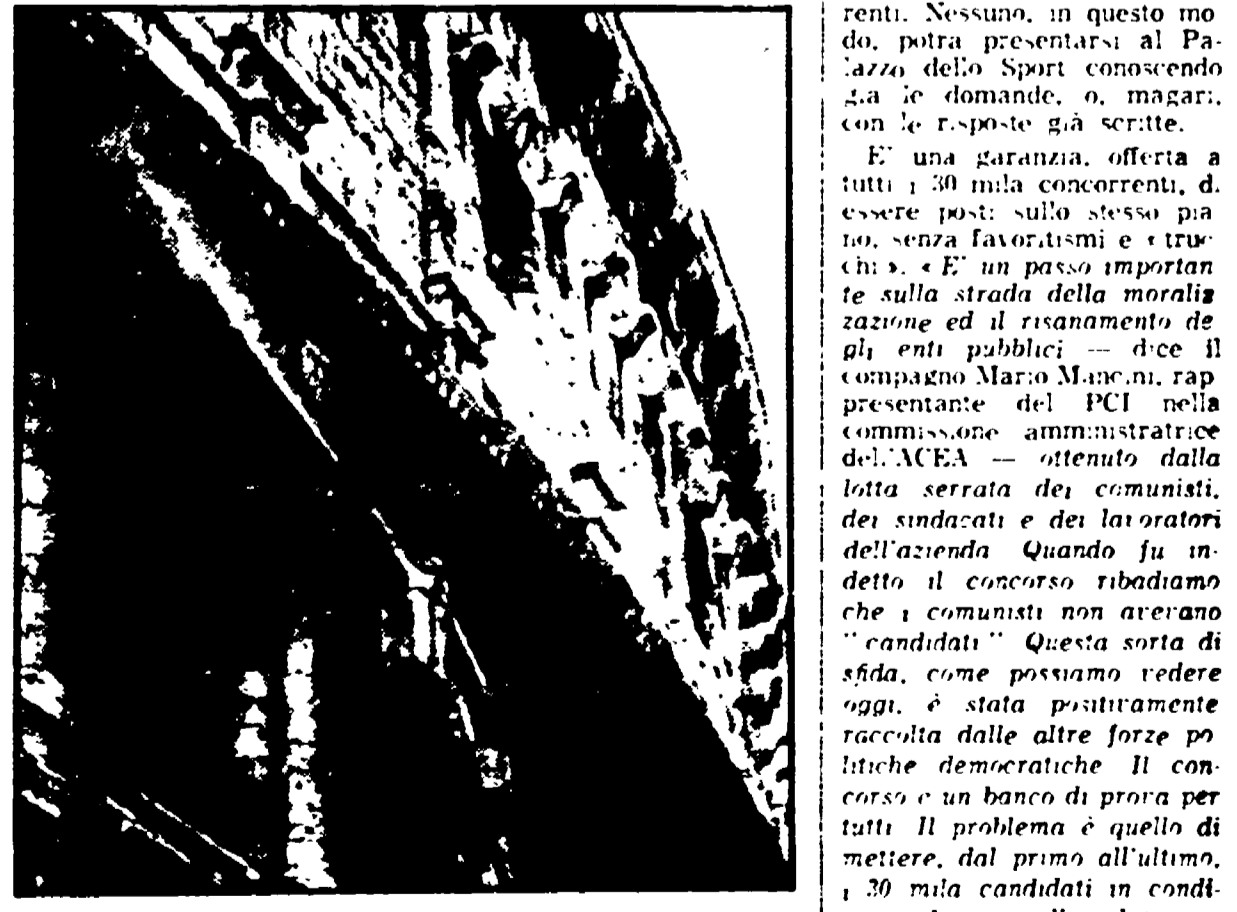 renti. Nessuno, in questo mo
do, potra presentarsi al Pa-
lazzo dello Sport conoscendo
gia le domande, o, magari,
con le risposte già scritte.
E' una garanzia, offerta a
tutti i 30 mila concorrenti, di
essere posti sullo stesso pia
no, senza favoritismi e « truc-
chi ». « E' un passo importan
te sulla strada della moraliz
zazione ed il risanamento de
gli enti pubblici — dice il
compagno Mario Mancini, rap
presentante del PCI nella
commissione amministratrice
dell'ACEA — ottenuto dalla
lotta serrata dei comunisti,
dei sindacati e dei lavoratori
dell'azienda Quando fu in-
detto il concorso ribadiamo
che i comunisti non avevano
" candidati " Questa sorta di
sfida, come possiamo vedere
oggi, è stata positivamente
raccolta dalle altre forze po
litiche democratiche Il con-
corso e un banco di prova per
tutti Il problema è quello di
mettere, dal primo all'ultimo,
i 30 mila candidati in condi-